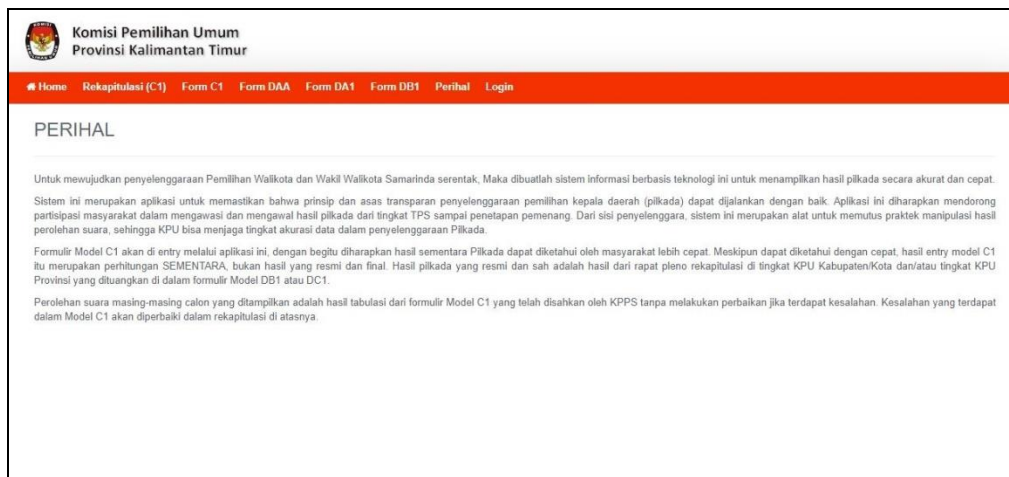 Komisi Pemilihan Umum
Provinsi Kalimantan Timur
Home Rekapitulasi (C1) Form C1 Form DAA Form DA1 Form DB1 Perihal Login
PERIHAL
Untuk mewujudkan penyelenggaraan Pemilihan Walikota dan Wakil Walikota Samarinda serentak, Maka dibuatlah sistem informasi berbasis teknologi ini untuk menampilkan hasil pilkada secara akurat dan cepat.
Sistem ini merupakan aplikasi untuk memastikan bahwa prinsip dan asas transparan penyelenggaraan pemilihan kepala daerah (pilkada) dapat dijalankan dengan baik. Aplikasi ini diharapkan mendorong
partisipasi masyarakat dalam mengawasi dan mengawal hasil pilkada dari tingkat TPS sampai penetapan pemenang. Dari sisi penyelenggara, sistem ini merupakan alat untuk memutus praktek manipulasi hasil
perolehan suara, sehingga KPU bisa menjaga tingkat akurasi data dalam penyelenggaraan Pilkada.
Formulir Model C1 akan di entry melalui aplikasi ini, dengan begitu diharapkan hasil sementara Pilkada dapat diketahui oleh masyarakat lebih cepat. Meskipun dapat diketahui dengan cepat, hasil entry model C1
itu merupakan perhitungan SEMENTARA, bukan hasil yang resmi dan final. Hasil pilkada yang resmi dan sah adalah hasil dari rapat pleno rekapitulasi di tingkat KPU Kabupaten/Kota dan/atau tingkat KPU
Provinsi yang dituangkan di dalam formulir Model DB1 atau DC1.
Perolehan suara masing-masing calon yang ditampilkan adalah hasil tabulasi dari formulir Model C1 yang telah disahkan oleh KPPS tanpa melakukan perbaikan jika terdapat kesalahan. Kesalahan yang terdapat
dalam Model C1 akan diperbaiki dalam rekapitulasi di atasnya.